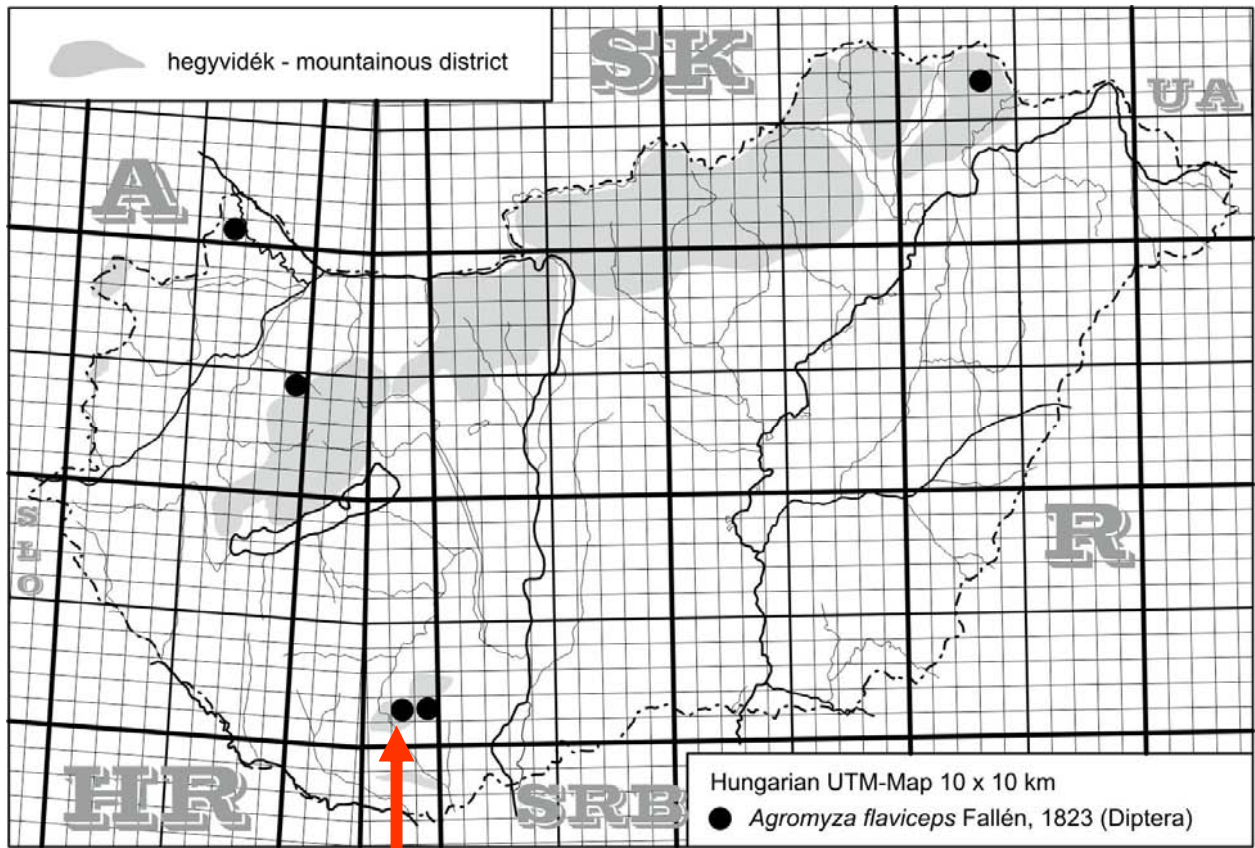 hegyvidék - mountainous district
SK
UA
A
SLO
R
HR
SRB
Hungarian UTM-Map 10 x 10 km
Agromyza flaviceps Fallén, 1823 (Diptera)